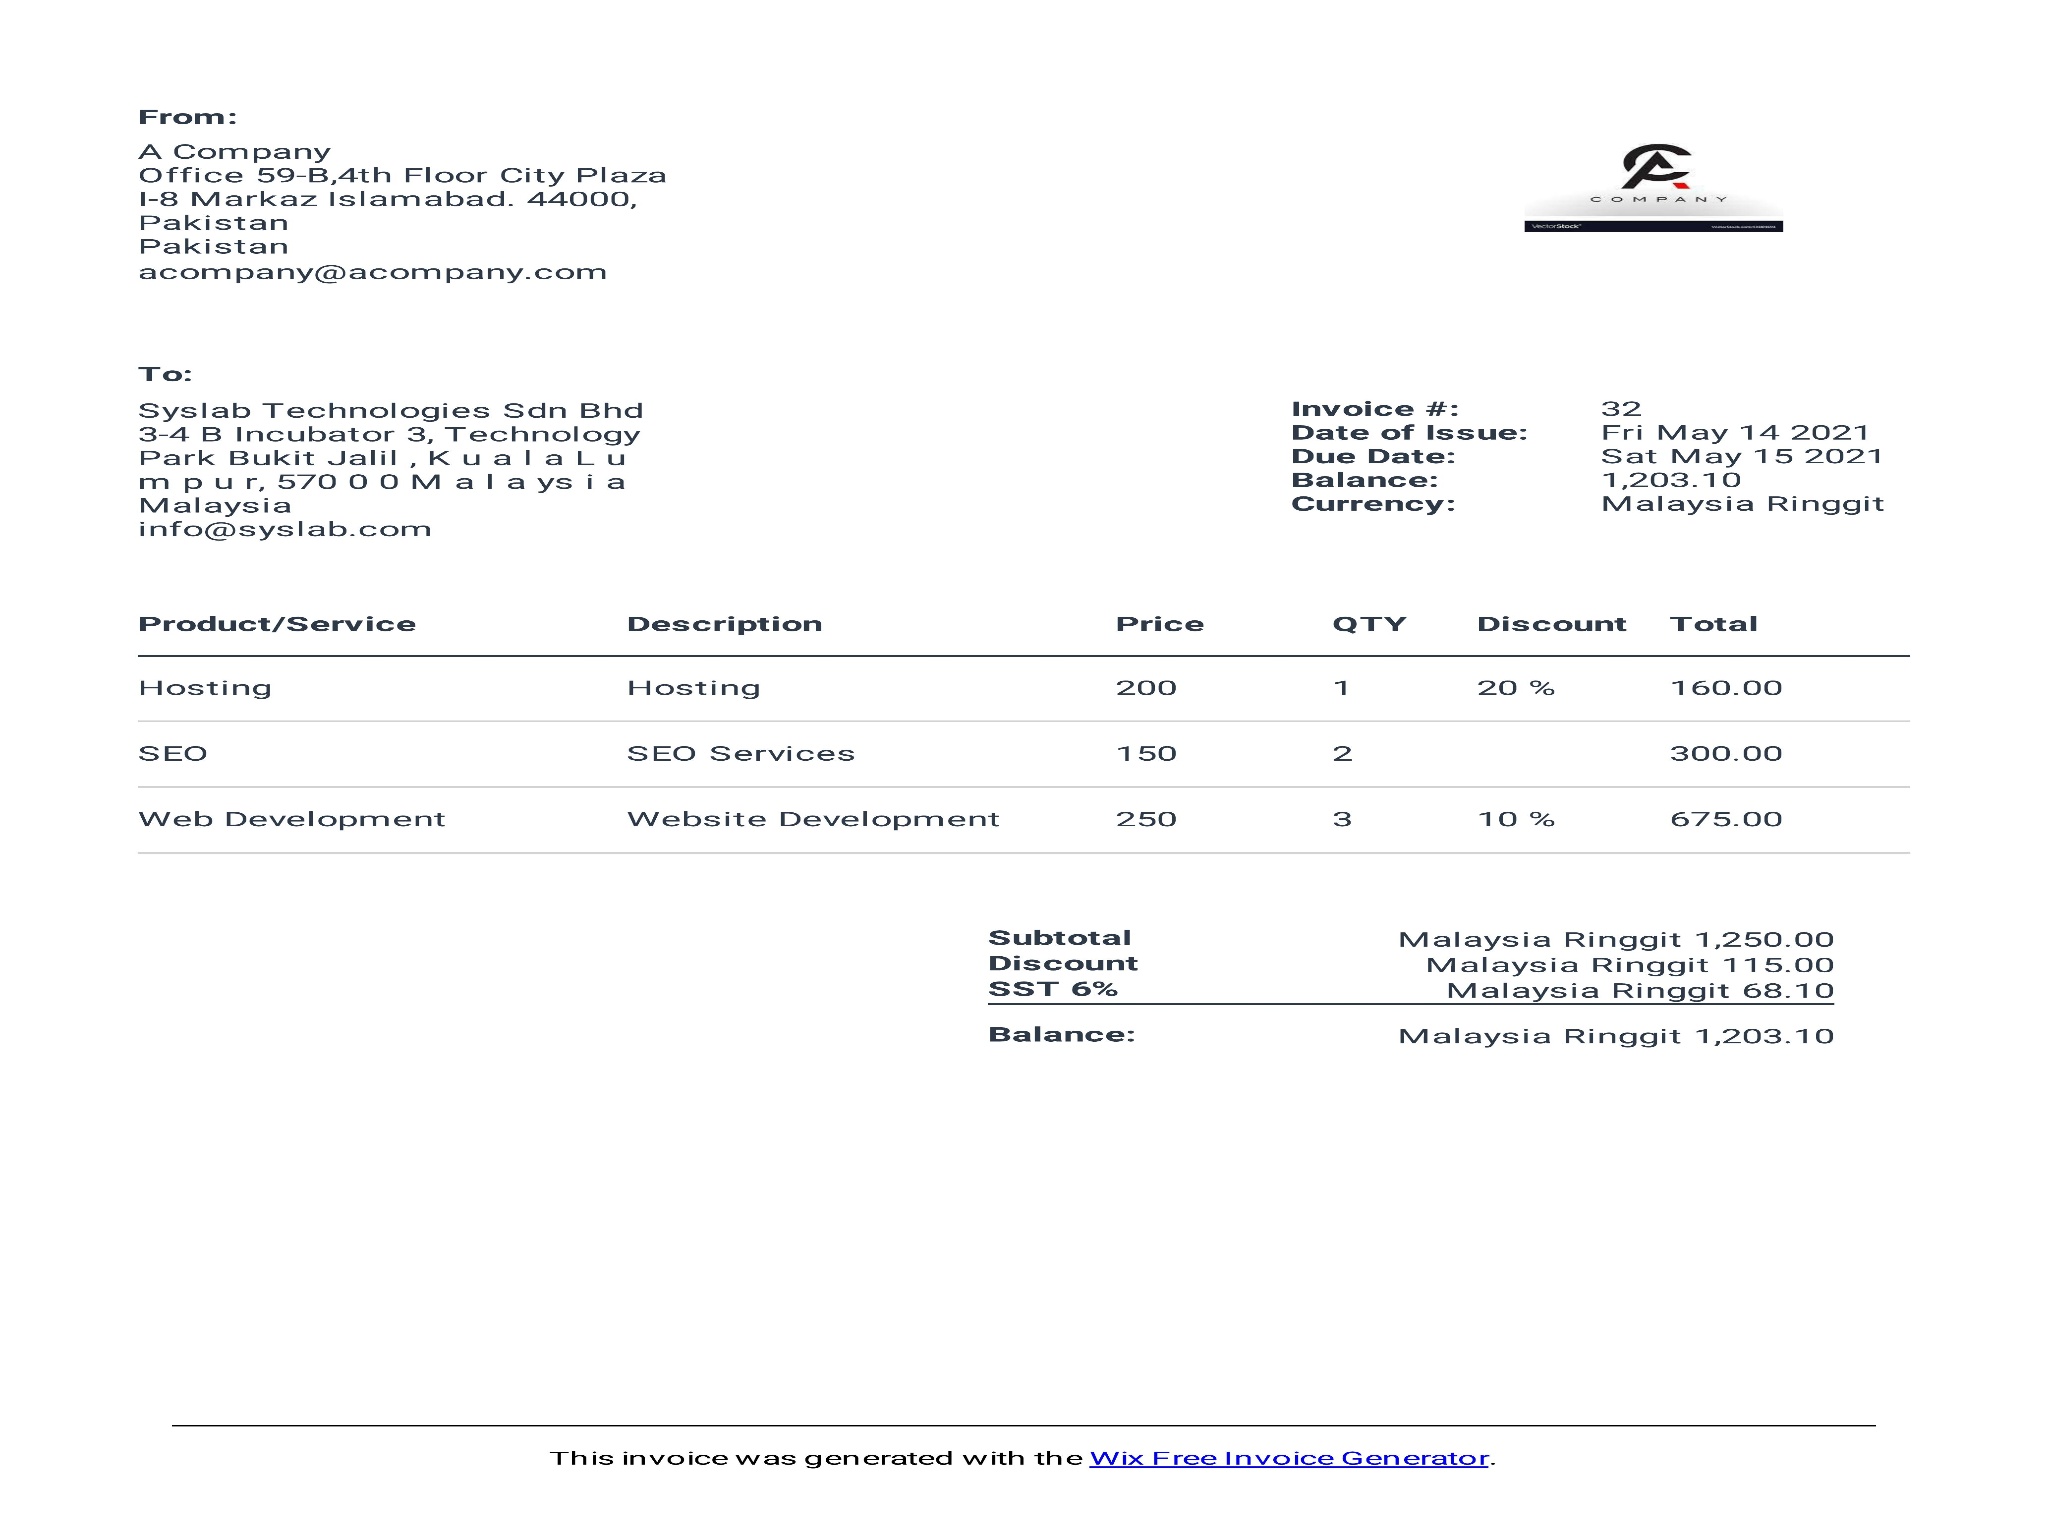 From:
A Company
Office 59-B,4th Floor City Plaza
I-8 Markaz Islamabad. 44000,
Pakistan
Pakistan
acompany@acompany.com
COMPANY
VectorStock
To:
Syslab Technologies Sdn Bhd
3-4 B Incubator 3, Technology
Park Bukit Jalil , K u a l a L u
m p u r, 570 0 0 M a l a ys i a
Malaysia
info@syslab.com
Invoice #: 32
Date of Issue: Fri May 14 2021
Due Date: Sat May 15 2021
Balance: 1,203.10
Currency: Malaysia Ringgit
Product/Service Description Price QTY Discount Total
Hosting Hosting 200 1 20 % 160.00
SEO SEO Services 150 2 300.00
Web Development Website Development 250 3 10 % 675.00
Subtotal Malaysia Ringgit 1,250.00
Discount Malaysia Ringgit 115.00
SST 6% Malaysia Ringgit 68.10
Balance: Malaysia Ringgit 1,203.10
This invoice was generated with the Wix Free Invoice Generator.